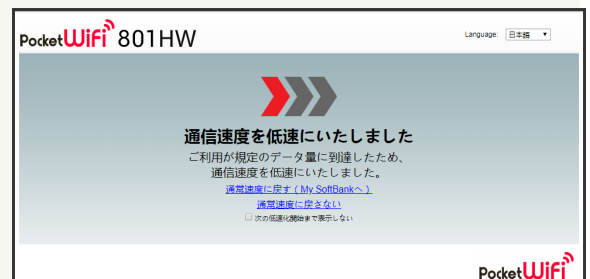 PocketWiFi 801HW
Language: 日本語
通信速度を低速にいたしました
ご利用が規定のデータ量に到達したため、
通信速度を低速にいたしました。
通常速度に戻す（My SoftBankへ）
通常速度に戻さない
次の低速化開始まで表示しない
PocketWiFi